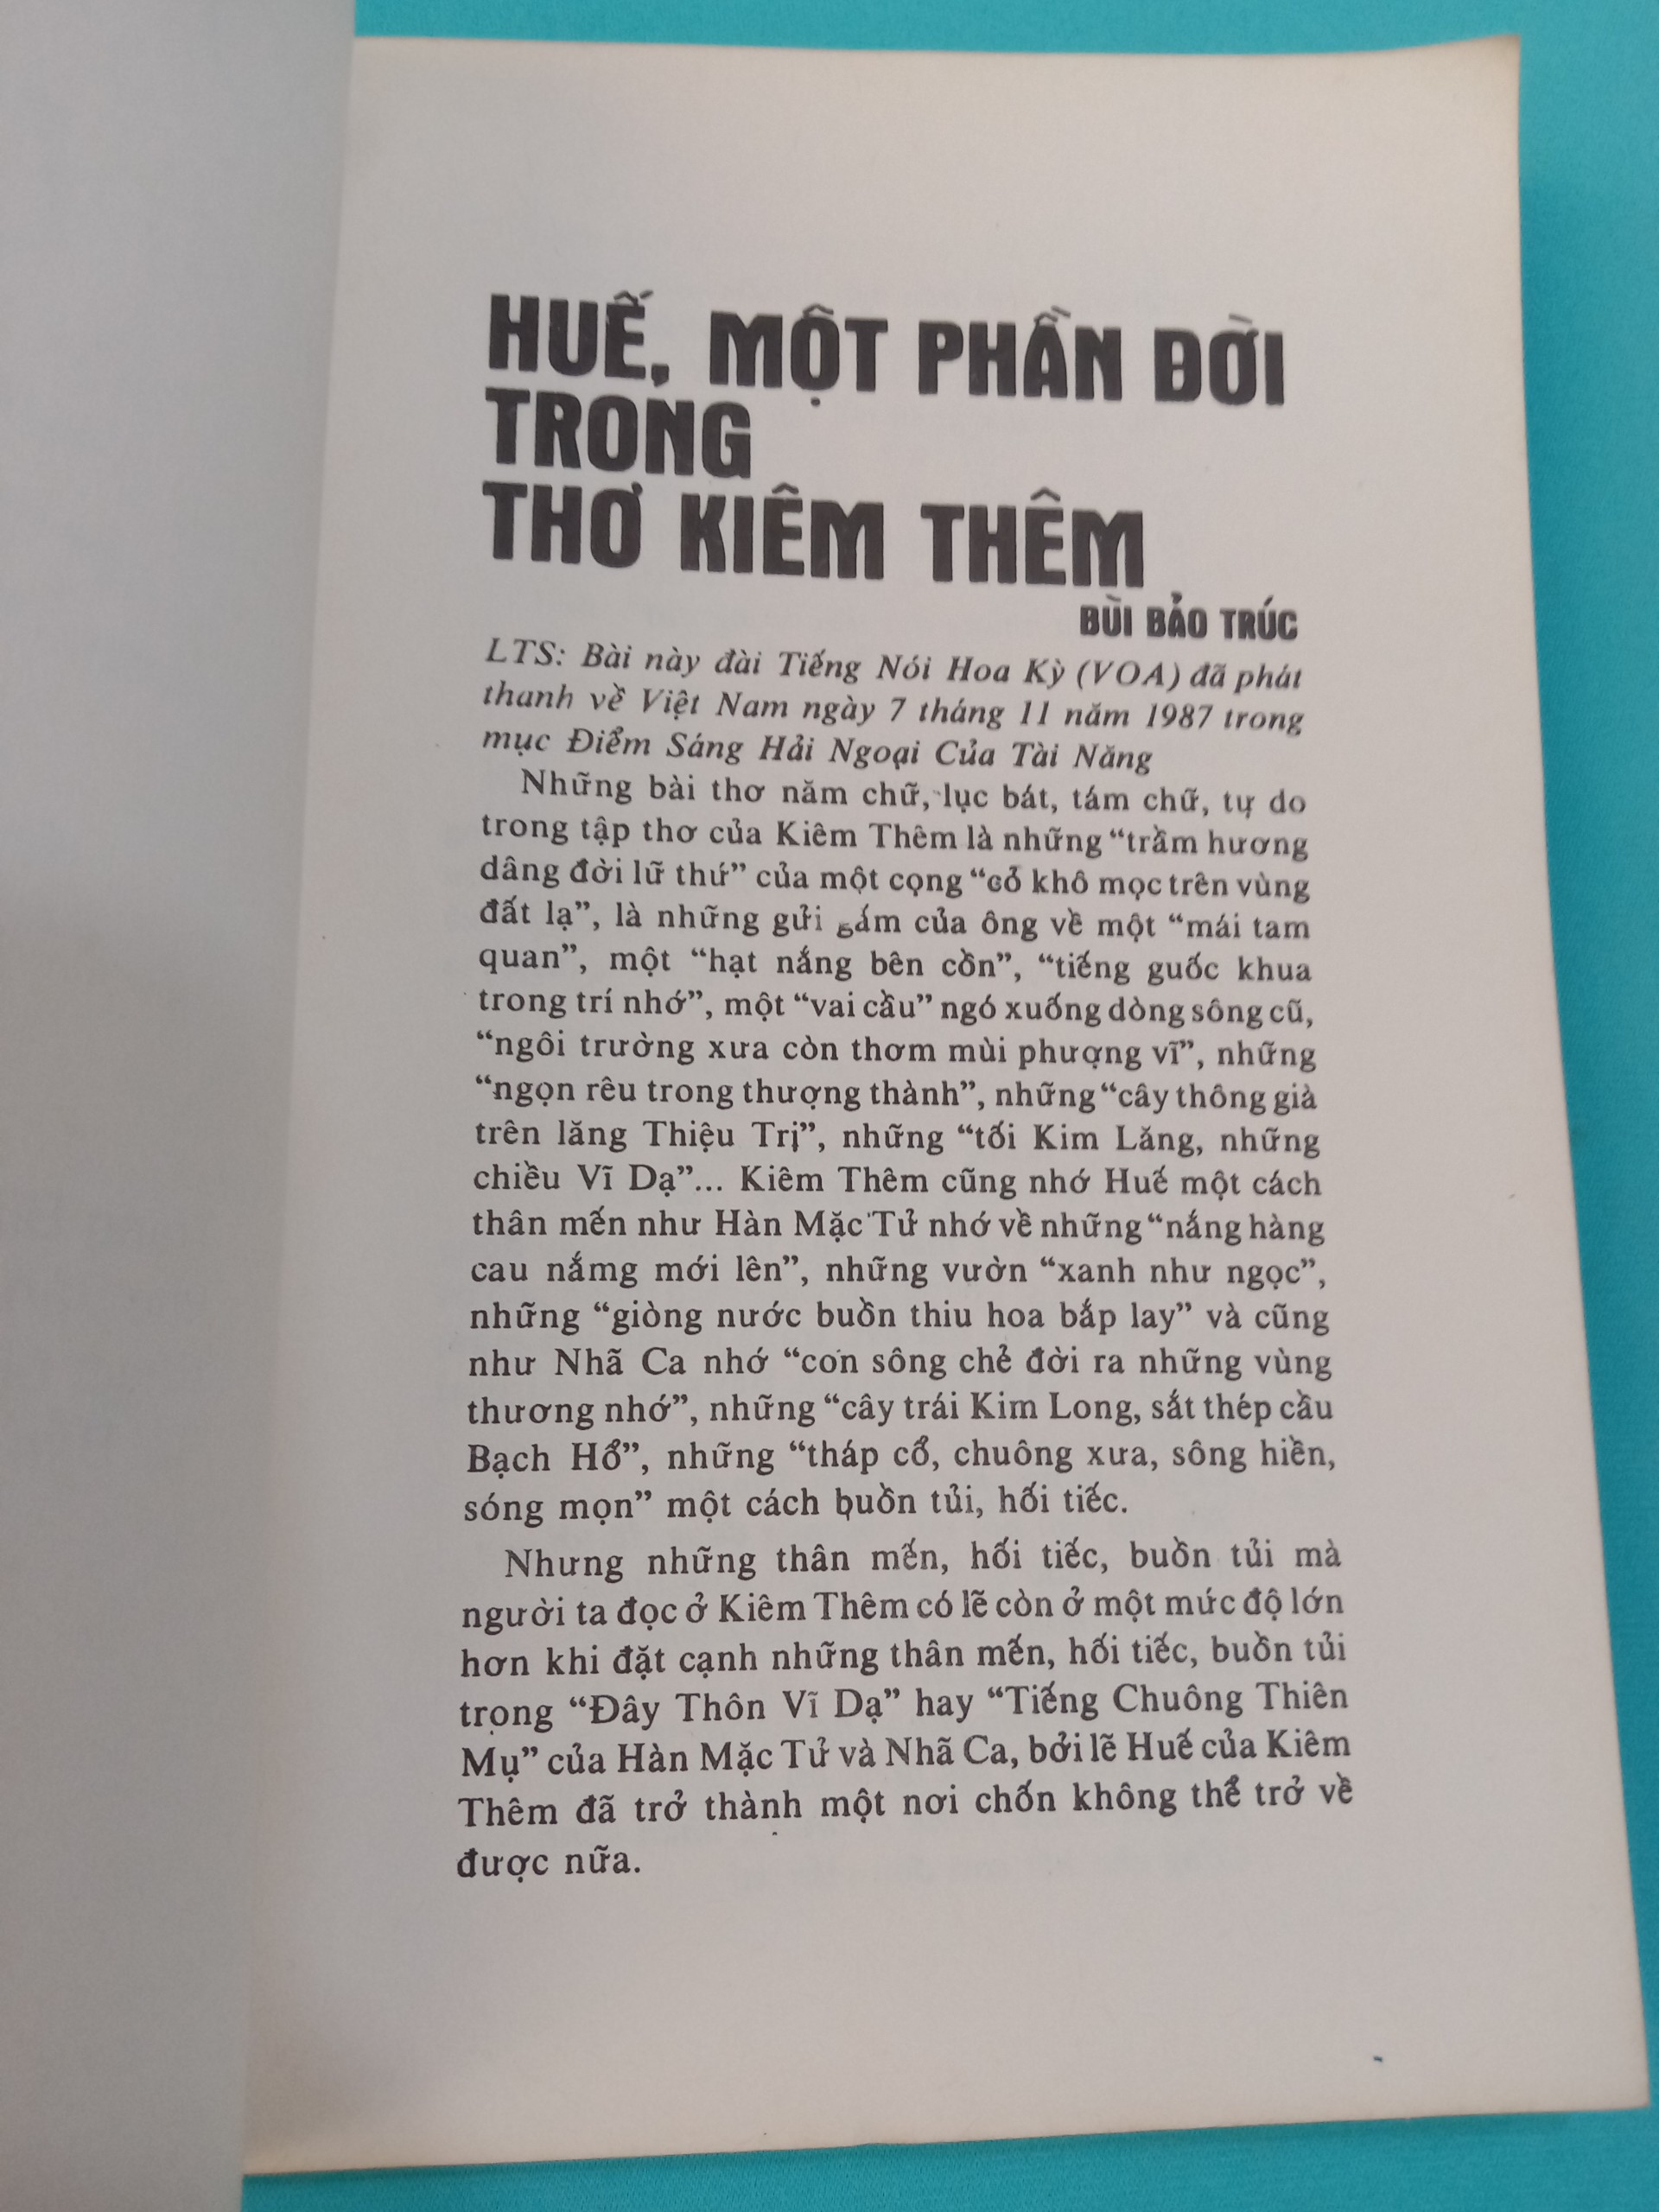 HUẾ, MỘT PHẦN ĐỜI
TRONG
THƠ KIÊM THÊM
BÙI BẢO TRÚC
LTS: Bài này đài Tiếng Nói Hoa Kỳ (VOA) đã phát
thanh về Việt Nam ngày 7 tháng 11 năm 1987 trong
mục Điểm Sáng Hải Ngoại Của Tài Năng
Những bài thơ năm chữ, lục bát, tám chữ, tự do
trong tập thơ của Kiêm Thêm là những “trầm hương
dâng đời lữ thứ” của một cọng “cỏ khô mọc trên vùng
đất lạ”, là những gửi gấm của ông về một “mái tam
quan”, một “hạt nắng bên cồn”, “tiếng guốc khua
trong trí nhớ”, một “vai cầu” ngó xuống dòng sông cũ,
“ngôi trường xưa còn thơm mùi phượng vĩ”, những
“ngọn rêu trong thượng thành”, những “cây thông già
trên lăng Thiệu Trị”, những “tối Kim Lăng, những
chiều Vĩ Dạ”... Kiêm Thêm cũng nhớ Huế một cách
thân mến như Hàn Mặc Tử nhớ về những “nắng hàng
cau nắmg mới lên”, những vườn “xanh như ngọc”,
những “giòng nước buồn thiu hoa bắp lay” và cũng
như Nhã Ca nhớ “con sông chẻ đời ra những vùng
thương nhớ”, những “cây trái Kim Long, sắt thép cầu
Bạch Hổ”, những “tháp cổ, chuông xưa, sông hiền,
sóng mọn” một cách buồn tủi, hối tiếc.
Nhưng những thân mến, hối tiếc, buồn tủi mà
người ta đọc ở Kiêm Thêm có lẽ còn ở một mức độ lớn
hơn khi đặt cạnh những thân mến, hối tiếc, buồn tủi
trong “Đây Thôn Vĩ Dạ” hay “Tiếng Chuông Thiên
Mụ” của Hàn Mặc Tử và Nhã Ca, bởi lẽ Huế của Kiêm
Thêm đã trở thành một nơi chốn không thể trở về
được nữa.